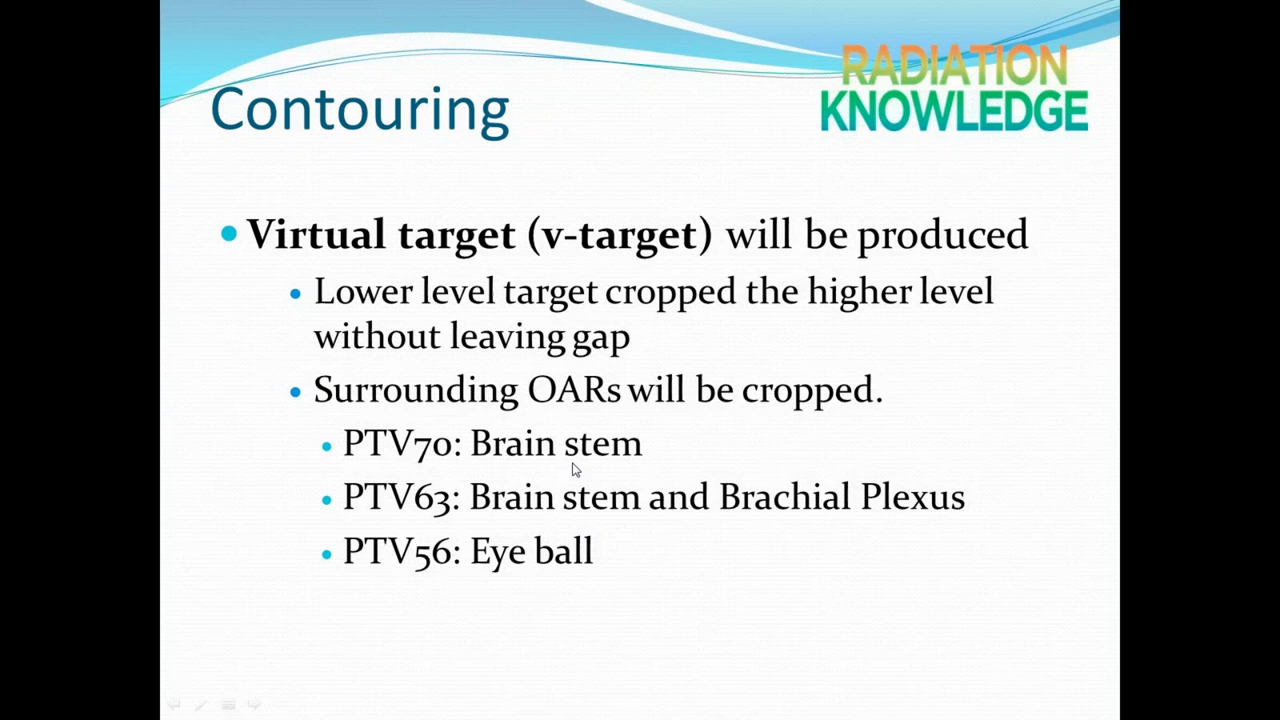 RADIATION
KNOWLEDGE
Contouring
Virtual target (v-target) will be produced
Lower level target cropped the higher level
without leaving gap
Surrounding OARs will be cropped.
PTV70: Brain stem
PTV63: Brain stem and Brachial Plexus
PTV56: Eye ball